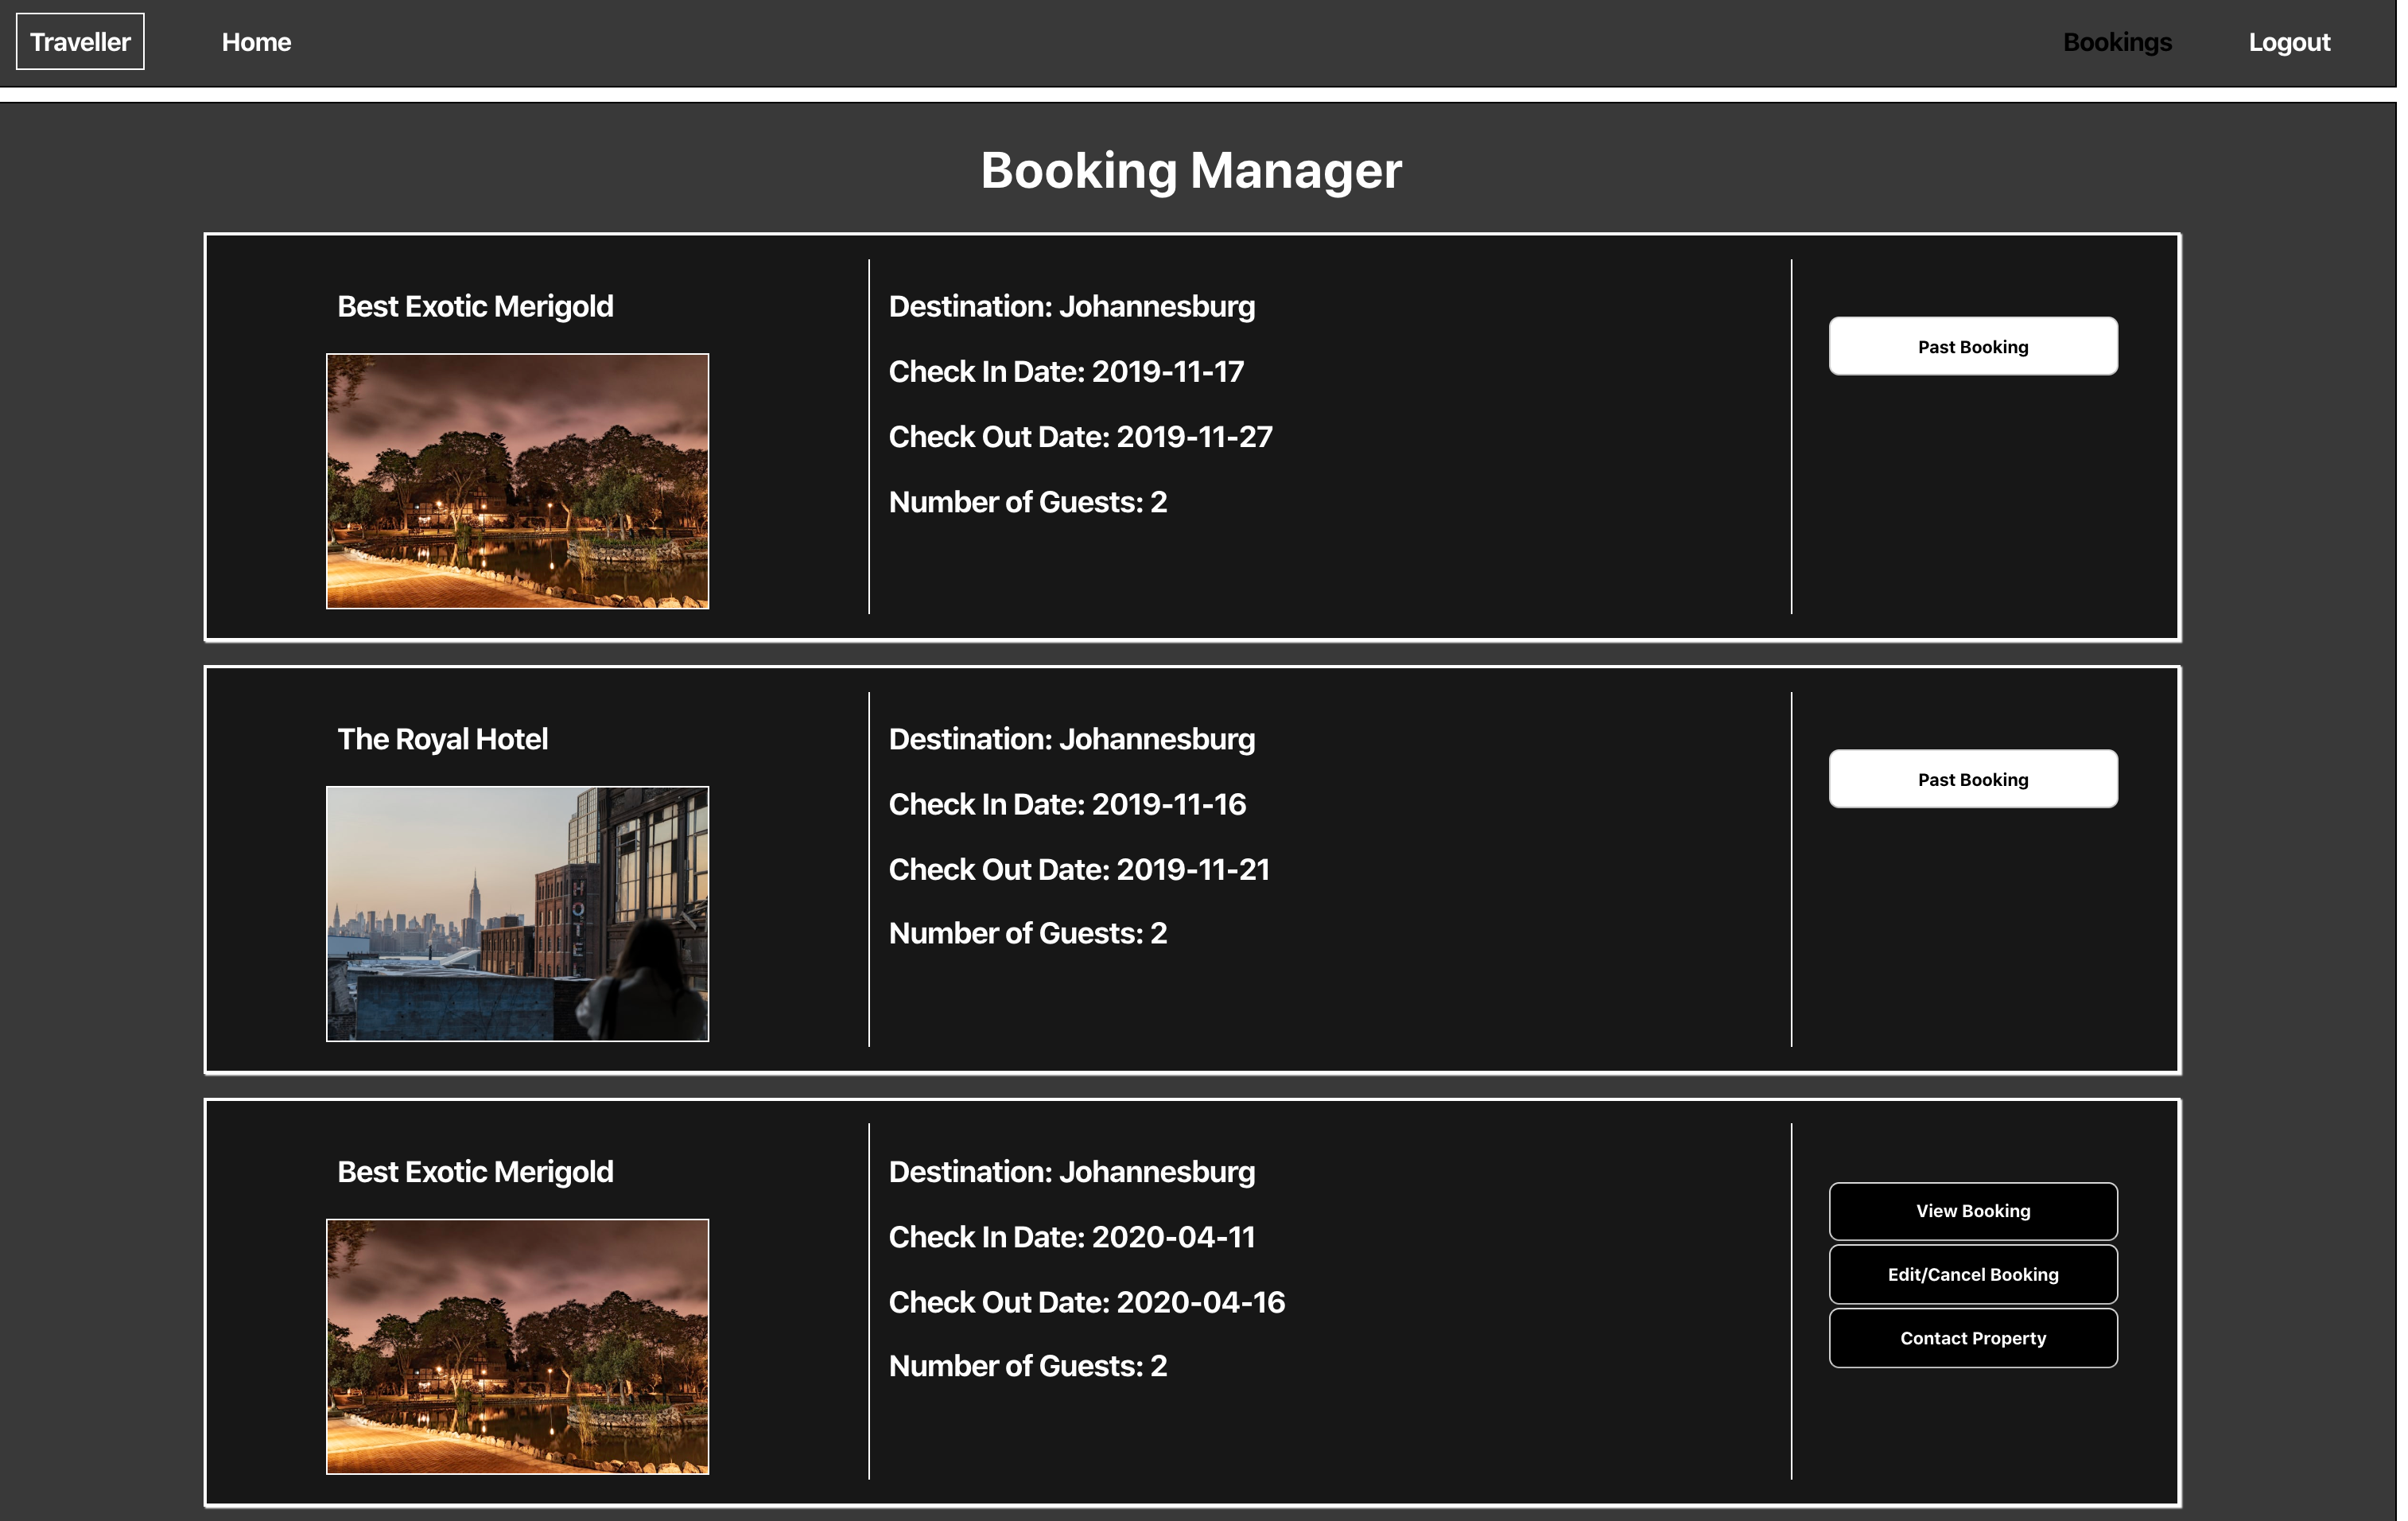 Traveller
Home
Bookings
Logout
Booking Manager
Best Exotic Merigold
Destination: Johannesburg
Check In Date: 2019-11-17
Check Out Date: 2019-11-27
Number of Guests: 2
Past Booking
The Royal Hotel
HOTEL
Destination: Johannesburg
Check In Date: 2019-11-16
Check Out Date: 2019-11-21
Number of Guests: 2
Past Booking
Best Exotic Merigold
Destination: Johannesburg
Check In Date: 2020-04-11
Check Out Date: 2020-04-16
Number of Guests: 2
View Booking
Edit/Cancel Booking
Contact Property